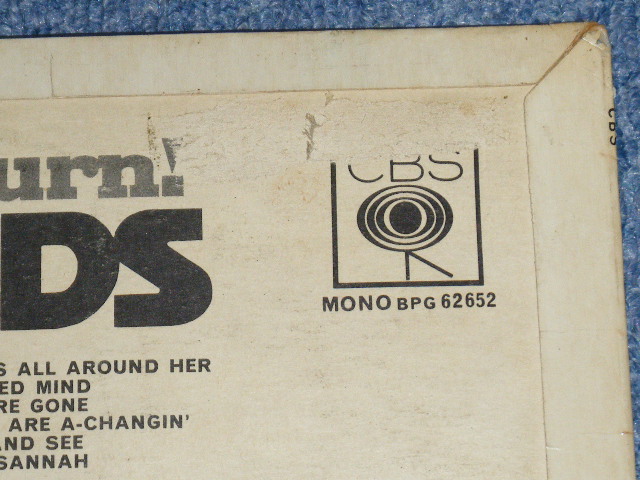 urn!
DS
CBS
MONO BPG 62652
S ALL AROUND HER
ED MIND
RE GONE
ARE A-CHANGIN'
AND SEE
SANNAH
CBS